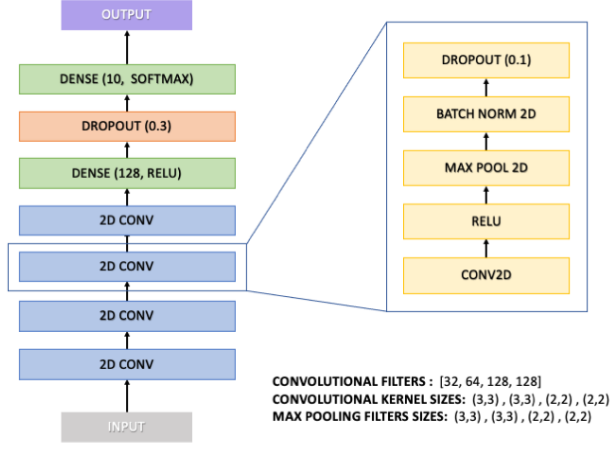 OUTPUT
DENSE (10, SOFTMAX)
DROPOUT (0.3)
DENSE (128, RELU)
2D CONV
2D CONV
2D CONV
2D CONV
INPUT
DROPOUT (0.1)
BATCH NORM 2D
MAX POOL 2D
RELU
CONV2D
CONVOLUTIONAL FILTERS : [32, 64, 128, 128]
CONVOLUTIONAL KERNEL SIZES: (3,3) , (3,3) , (2,2) , (2,2)
MAX POOLING FILTERS SIZES: (3,3) , (3,3) , (2,2) , (2,2)